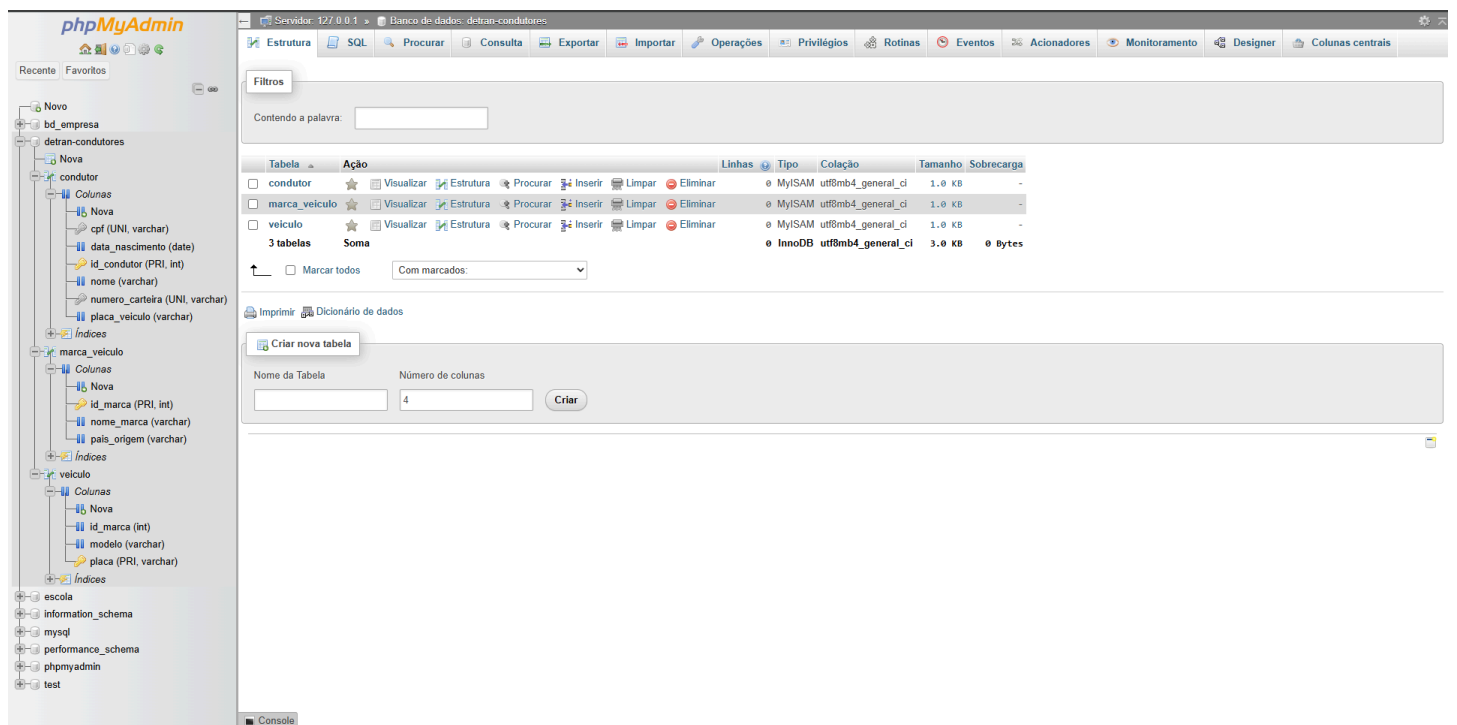 phpMyAdmin
Recente Favoritos
Novo
bd_empresa
detran-condutores
Nova
condutor
Colunas
Nova
cpf (UNI, varchar)
data_nascimento (date)
id_condutor (PRI, int)
nome (varchar)
numero_carteira (UNI, varchar)
placa_veiculo (varchar)
Índices
marca_veiculo
Colunas
Nova
id_marca (PRI, int)
nome_marca (varchar)
pais_origem (varchar)
Índices
veiculo
Colunas
Nova
id_marca (int)
modelo (varchar)
placa (PRI, varchar)
Índices
escola
information_schema
mysql
performance_schema
phpmyadmin
test
Servidor: 127.0.0.1 » Banco de dados: detran-condutores
Estrutura SQL Procurar Consulta Exportar Importar Operações Privilégios Rotinas Eventos Acionadores Monitoramento Designer Colunas centrais
Filtros
Contendo a palavra:
Tabela Ação Linhas Tipo Colação Tamanho Sobrecarga
condutor Visualizar Estrutura Procurar Inserir Limpar Eliminar 0 MyISAM utf8mb4_general_ci 1.0 KB -
marca_veiculo Visualizar Estrutura Procurar Inserir Limpar Eliminar 0 MyISAM utf8mb4_general_ci 1.0 KB -
veiculo Visualizar Estrutura Procurar Inserir Limpar Eliminar 0 MyISAM utf8mb4_general_ci 1.0 KB -
3 tabelas Soma 0 InnoDB utf8mb4_general_ci 3.0 KB 0 Bytes
Marcar todos Com marcados:
Imprimir Dicionário de dados
Criar nova tabela
Nome da Tabela Número de colunas
4 Criar
Console